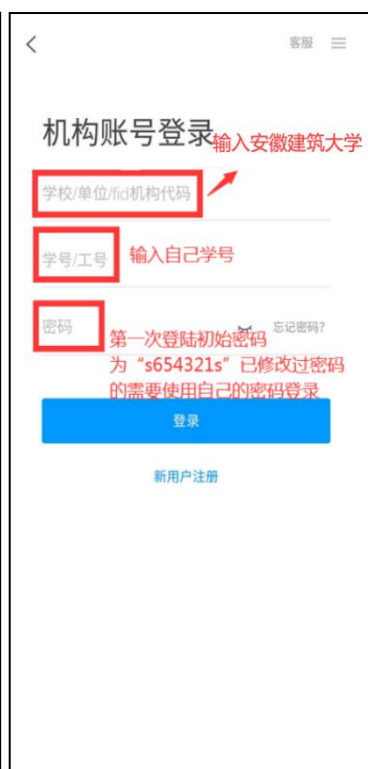 客服
机构账号登录
输入安徽建筑大学
学校/单位/fid机构代码
学号/工号
输入自己学号
密码
忘记密码?
第一次登陆初始密码
为“s654321s”已修改过密码
的需要使用自己的密码登录
登录
新用户注册